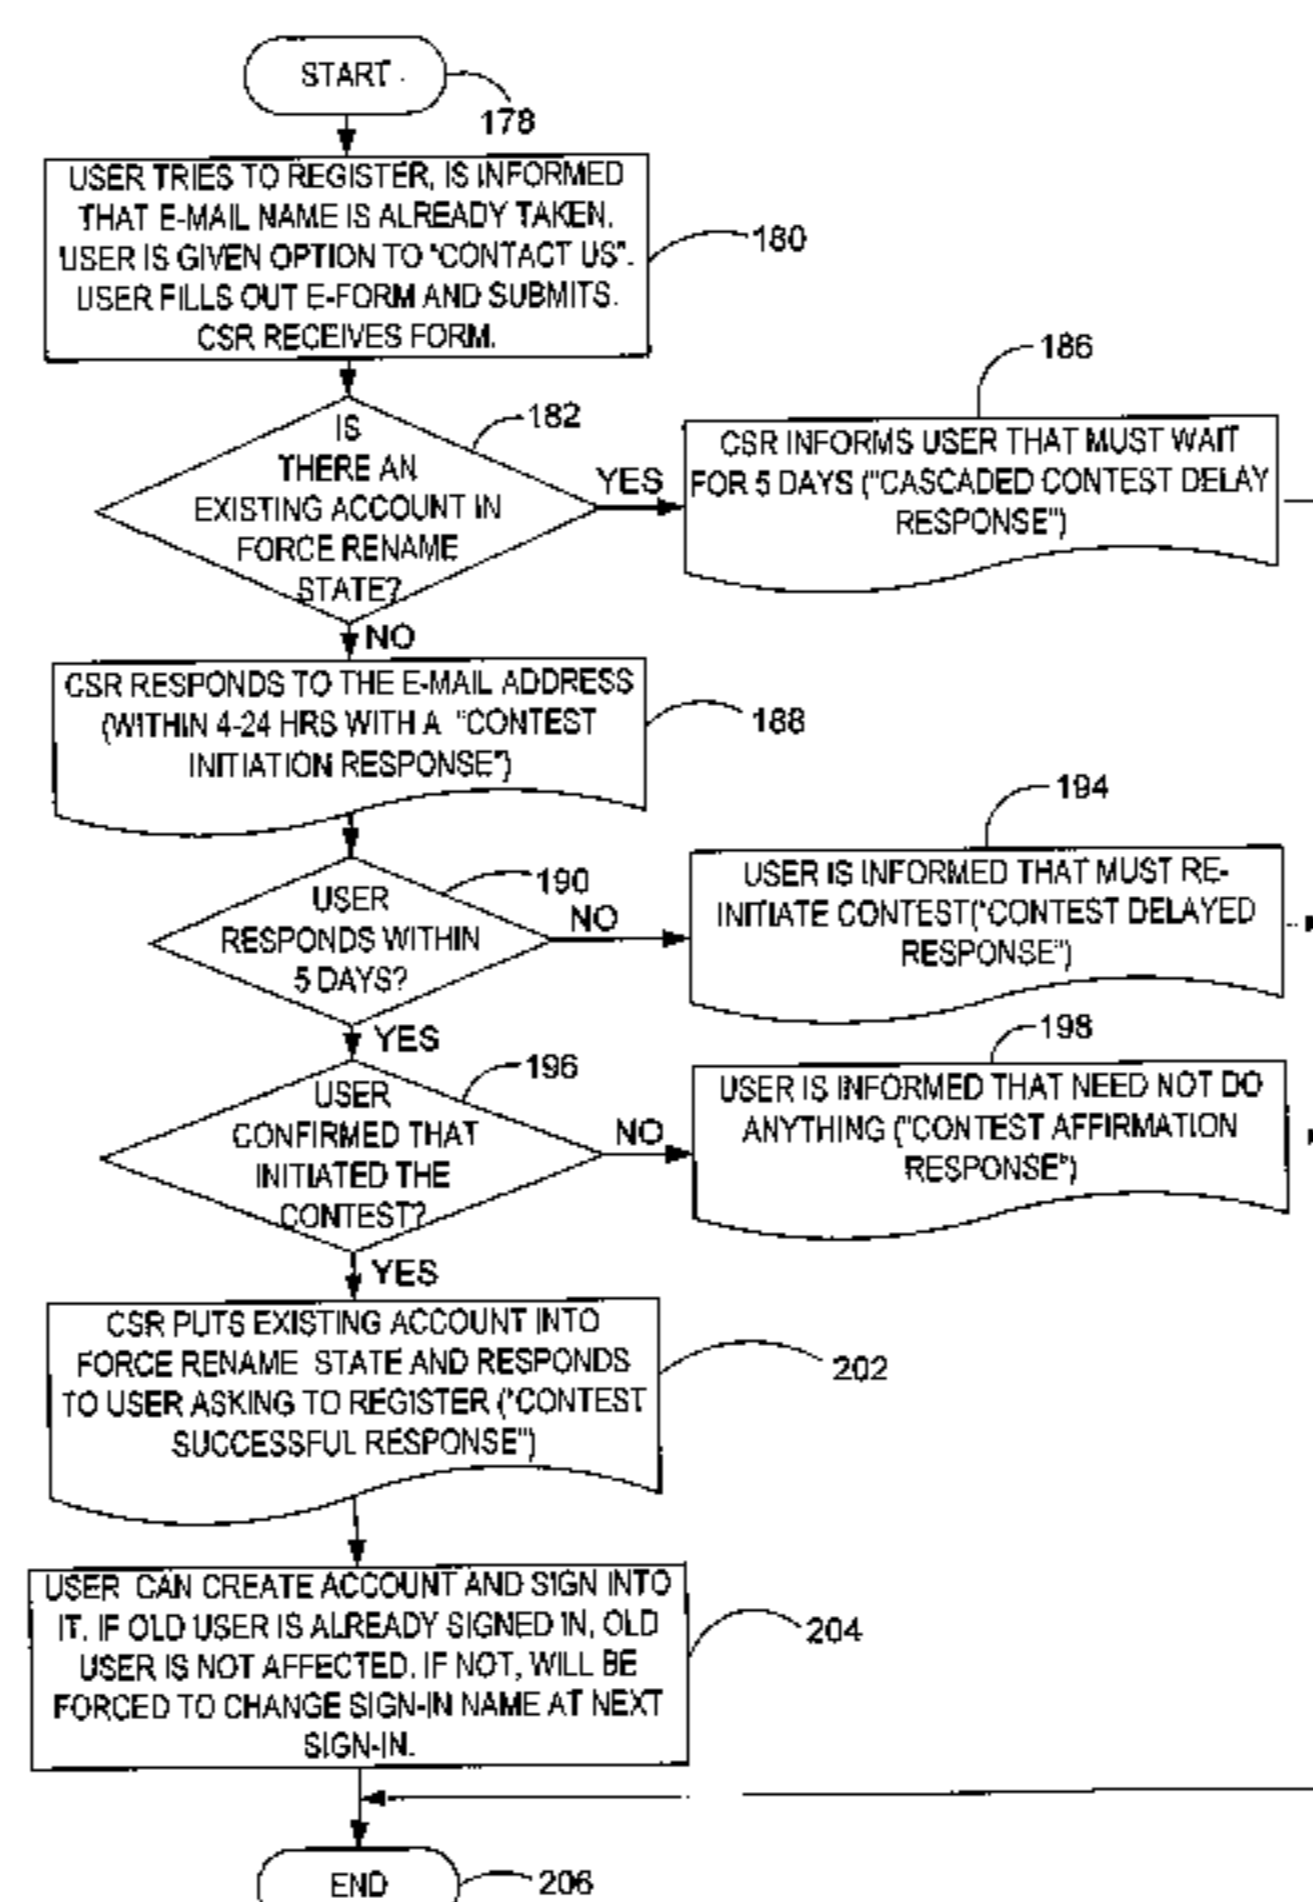 START
178
USER TRIES TO REGISTER, IS INFORMED
THAT E-MAIL NAME IS ALREADY TAKEN.
USER IS GIVEN OPTION TO "CONTACT US".
USER FILLS OUT E-FORM AND SUBMITS.
CSR RECEIVES FORM.
180
IS
THERE AN
EXISTING ACCOUNT IN
FORCE RENAME
STATE?
182
YES
CSR INFORMS USER THAT MUST WAIT
FOR 5 DAYS ("CASCADED CONTEST DELAY
RESPONSE")
186
NO
CSR RESPONDS TO THE E-MAIL ADDRESS
(WITHIN 4-24 HRS WITH A "CONTEST
INITIATION RESPONSE")
188
USER
RESPONDS WITHIN
5 DAYS?
190
NO
USER IS INFORMED THAT MUST RE-
INITIATE CONTEST("CONTEST DELAYED
RESPONSE")
194
YES
USER
CONFIRMED THAT
INITIATED THE
CONTEST?
196
NO
USER IS INFORMED THAT NEED NOT DO
ANYTHING ("CONTEST AFFIRMATION
RESPONSE")
198
YES
CSR PUTS EXISTING ACCOUNT INTO
FORCE RENAME STATE AND RESPONDS
TO USER ASKING TO REGISTER ("CONTEST
SUCCESSFUL RESPONSE")
202
USER CAN CREATE ACCOUNT AND SIGN INTO
IT. IF OLD USER IS ALREADY SIGNED IN, OLD
USER IS NOT AFFECTED. IF NOT, WILL BE
FORCED TO CHANGE SIGN-IN NAME AT NEXT
SIGN-IN.
204
END
206